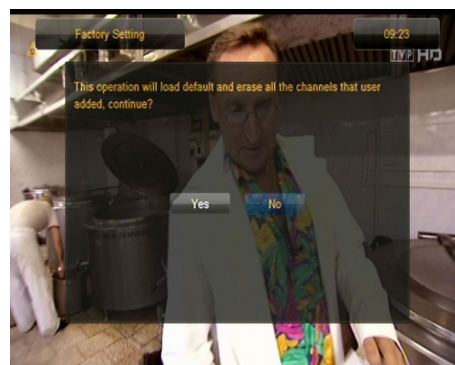 Factory Setting
09:23
TVP HD
This operation will load default and erase all the channels that user
added, continue?
Yes
No